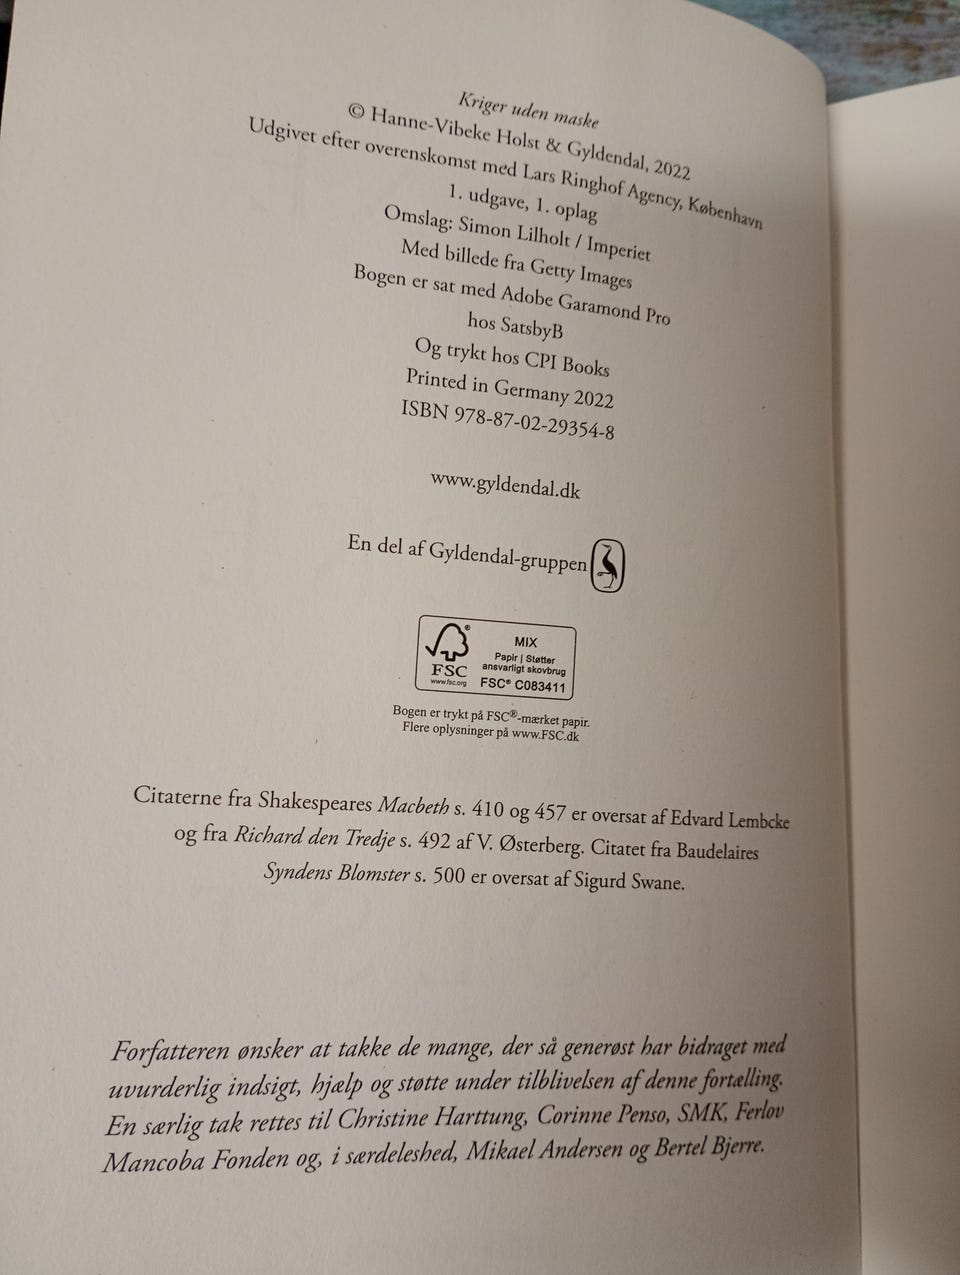 Kriger uden maske
© Hanne-Vibeke Holst & Gyldendal, 2022
Udgivet efter overenskomst med Lars Ringhof Agency, København
1. udgave, 1. oplag
Omslag: Simon Lilholt / Imperiet
Med billede fra Getty Images
Bogen er sat med Adobe Garamond Pro
hos SatsbyB
Og trykt hos CPI Books
Printed in Germany 2022
ISBN 978-87-02-29354-8
www.gyldendal.dk
En del af Gyldendal-gruppen
®
FSC
www.fsc.org
MIX
Papir | Støtter
ansvarligt skovbrug
FSC® C083411
Bogen er trykt på FSC®-mærket papir.
Flere oplysninger på www.FSC.dk
Citaterne fra Shakespeares Macbeth s. 410 og 457 er oversat af Edvard Lembcke
og fra Richard den Tredje s. 492 af V. Østerberg. Citatet fra Baudelaires
Syndens Blomster s. 500 er oversat af Sigurd Swane.
Forfatteren ønsker at takke de mange, der så generøst har bidraget med
uvurderlig indsigt, hjælp og støtte under tilblivelsen af denne fortælling.
En særlig tak rettes til Christine Harttung, Corinne Penso, SMK, Ferlov
Mancoba Fonden og, i særdeleshed, Mikael Andersen og Bertel Bjerre.